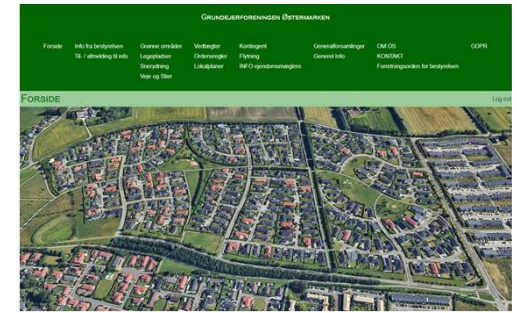 GRUNDEJERFORENINGEN ØSTERMARKEN
Forside Info fra bestyrelsen Grønne områder Vedtægter Kontingent Generalforsamlinger OM OS GDPR
Til- / afmelding til info Legepladser Ordensregler Flytning Generel Info KONTAKT
Snerydning Lokalplaner INFO ejendomsmæglere Forretningsorden for bestyrelsen
Veje og Stier
FORSIDE Log ind